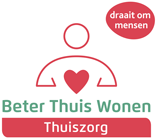 draait om
mensen
Beter Thuis Wonen
Thuiszorg